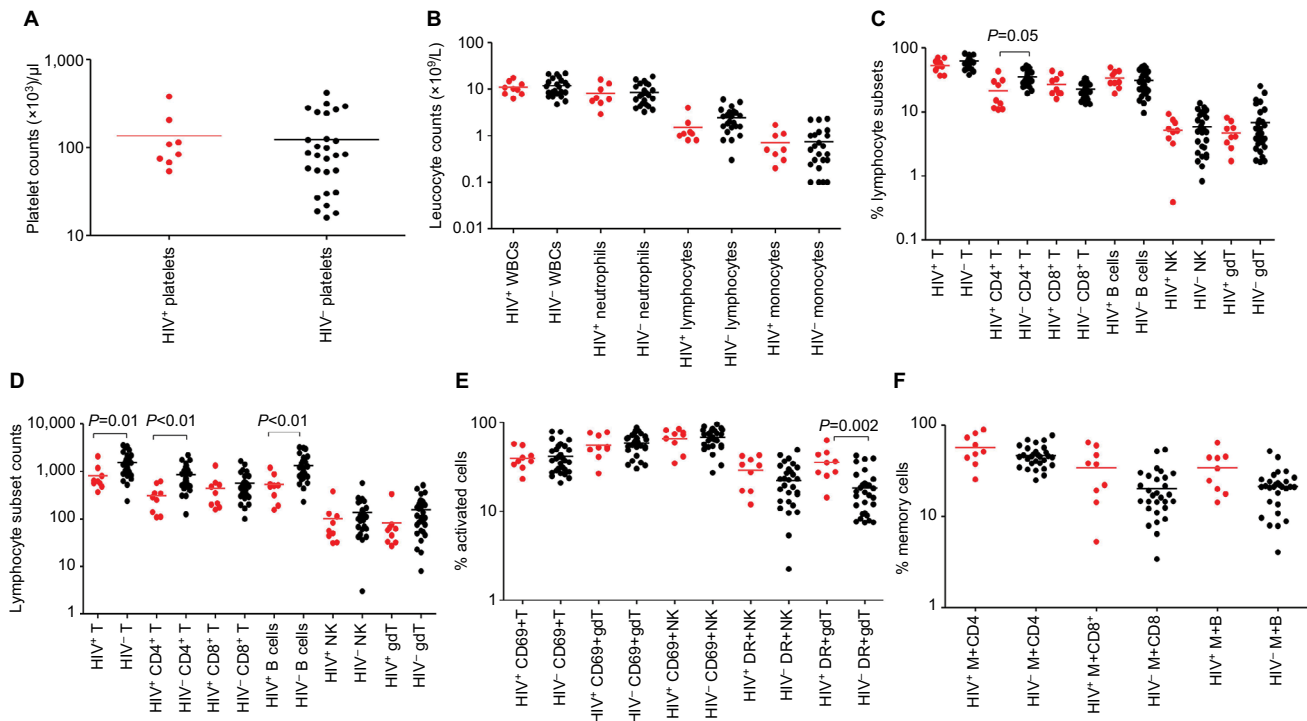 A
Platelet counts (×10³)/µl
1,000
100
10
HIV⁺ platelets
HIV⁻ platelets
B
Leucocyte counts (×10⁹/L)
100
10
1
0.1
0.01
HIV⁺ WBCs
HIV⁻ WBCs
HIV⁺ neutrophils
HIV⁻ neutrophils
HIV⁺ lymphocytes
HIV⁻ lymphocytes
HIV⁺ monocytes
HIV⁻ monocytes
C
% lymphocyte subsets
P=0.05
100
10
1
0.1
HIV⁺ T
HIV⁻ T
HIV⁺ CD4⁺ T
HIV⁻ CD4⁺ T
HIV⁺ CD8⁺ T
HIV⁻ CD8⁺ T
HIV⁺ B cells
HIV⁻ B cells
HIV⁺ NK
HIV⁻ NK
HIV⁺ gdT
HIV⁻ gdT
D
Lymphocyte subset counts
10,000
1,000
100
10
1
P=0.01
P<0.01
P<0.01
HIV⁺ T
HIV⁻ T
HIV⁺ CD4⁺ T
HIV⁻ CD4⁺ T
HIV⁺ CD8⁺ T
HIV⁻ CD8⁺ T
HIV⁺ B cells
HIV⁻ B cells
HIV⁺ NK
HIV⁻ NK
HIV⁺ gdT
HIV⁻ gdT
E
% activated cells
100
10
1
P=0.002
HIV⁺ CD69+T
HIV⁻ CD69+T
HIV⁺ CD69+gdT
HIV⁻ CD69+gdT
HIV⁺ CD69+NK
HIV⁻ CD69+NK
HIV⁺ DR+NK
HIV⁻ DR+NK
HIV⁺ DR+gdT
HIV⁻ DR+gdT
F
% memory cells
100
10
1
HIV⁺ M+CD4
HIV⁻ M+CD4
HIV⁺ M+CD8⁺
HIV⁻ M+CD8
HIV⁺ M+B
HIV⁻ M+B